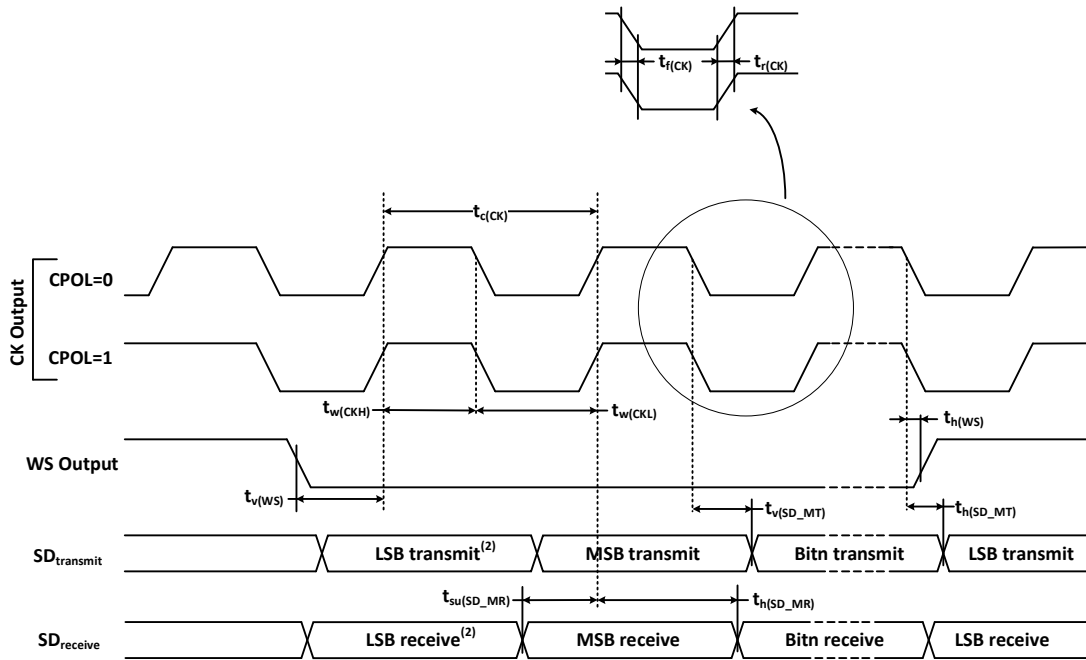 t_f(CK) t_r(CK)
t_c(CK)
CK Output
CPOL=0
CPOL=1
t_w(CKH) t_w(CKL)
t_h(WS)
WS Output
t_v(WS)
t_v(SD_MT) t_h(SD_MT)
SD_transmit LSB transmit(2) MSB transmit Bitn transmit LSB transmit
t_su(SD_MR) t_h(SD_MR)
SD_receive LSB receive(2) MSB receive Bitn receive LSB receive